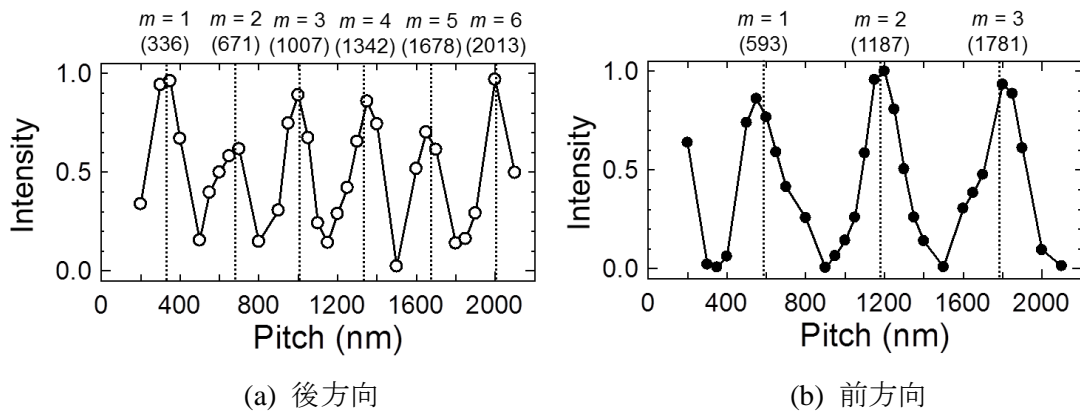 m = 1 m = 2 m = 3 m = 4 m = 5 m = 6
(336) (671) (1007) (1342) (1678) (2013)
1.0
0.5
0.0
Intensity
0 400 800 1200 1600 2000
Pitch (nm)
(a) 後方向
m = 1 m = 2 m = 3
(593) (1187) (1781)
1.0
0.5
0.0
Intensity
0 400 800 1200 1600 2000
Pitch (nm)
(b) 前方向